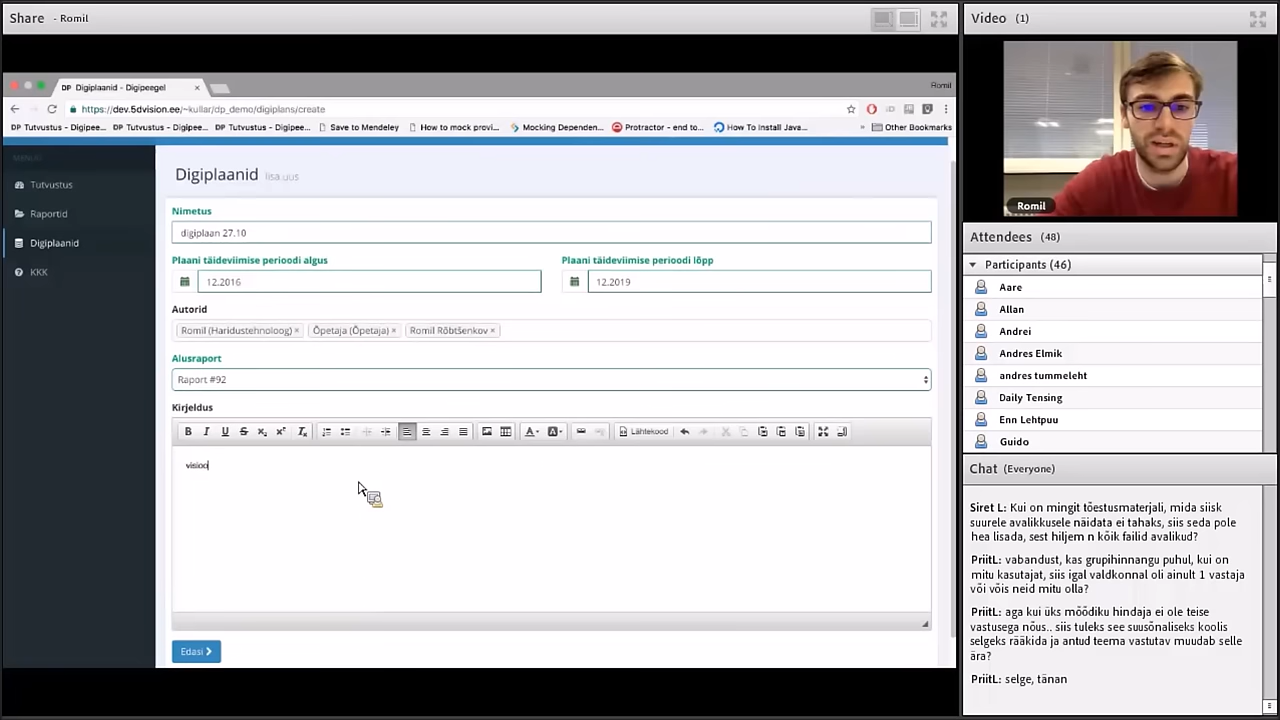 Share - Romil
DP Digiplaanid - Digipeegel ×
Romil
https://dev.5dvision.ee/~kullar/dp_demo/digiplans/create
DP Tutvustus - Digipee... DP Tutvustus - Digipee... DP Tutvustus - Digipee... Save to Mendeley How to mock provi... Mocking Dependen... Protractor - end to... How To Install Java... » Other Bookmarks
MENÜÜ
Tutvustus
Raportid
Digiplaanid
KKK
Digiplaanid lisa uus
Nimetus
digiplaan 27.10
Plaani täideviimise perioodi algus Plaani täideviimise perioodi lõpp
12.2016 12.2019
Autorid
Romil (Haridustehnoloog) × Õpetaja (Õpetaja) × Romil Rõbtšenkov ×
Alusraport
Raport #92
Kirjeldus
B I U S x₂ x² Tx A A Lähtekood
visioo
Edasi
Video (1)
Romil
Attendees (48)
Participants (46)
Aare
Allan
Andrei
Andres Elmik
andres tummeleht
Daily Tensing
Enn Lehtpuu
Guido
Chat (Everyone)
Siret L: Kui on mingit tõestusmaterjali, mida siisk
suurele avalikkusele näidata ei tahaks, siis seda pole
hea lisada, sest hiljem n kõik failid avalikud?
PriitL: vabandust, kas grupihinnangu puhul, kui on
mitu kasutajat, siis igal valdkonnal oli ainult 1 vastaja
või võis neid mitu olla?
PriitL: aga kui üks mõõdiku hindaja ei ole teise
vastusega nõus.. siis tuleks see suusõnaliseks koolis
selgeks rääkida ja antud teema vastutav muudab selle
ära?
PriitL: selge, tänan